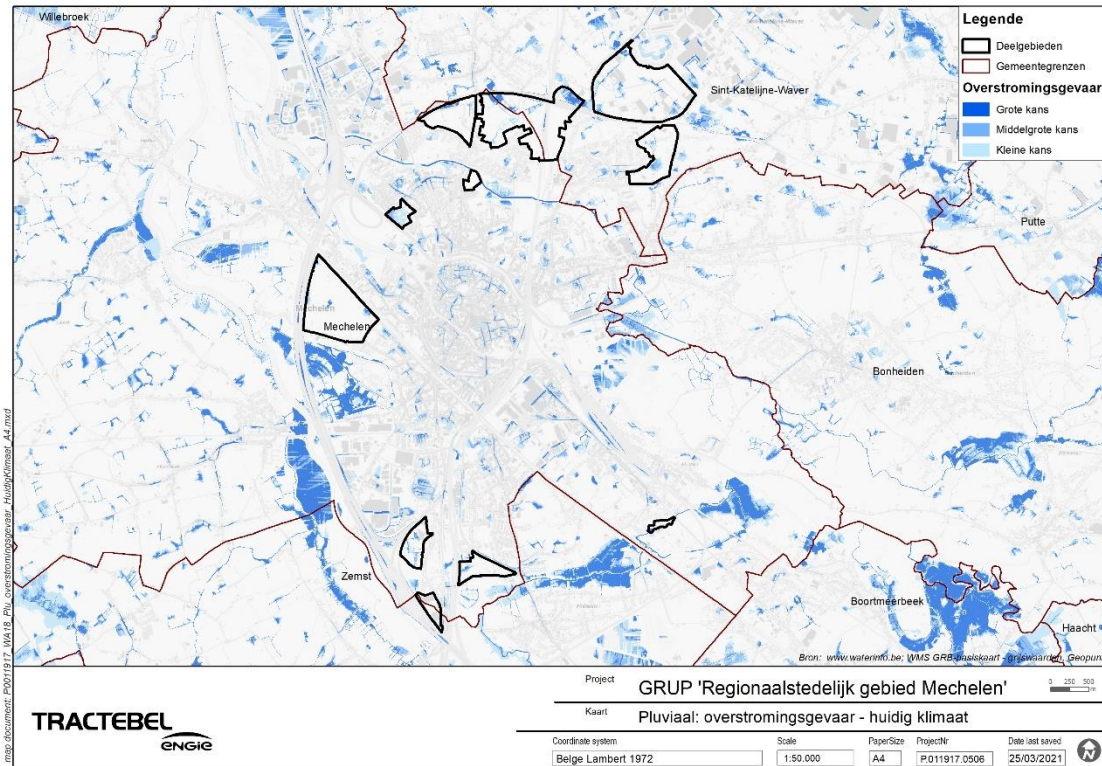 Willebroek
Legende
Deelgebieden
Gemeentegrenzen
Overstromingsgevaar
Grote kans
Middelgrote kans
Kleine kans
Sint-Katelijne-Waver
Putte
Mechelen
Mechelen
Bonheiden
Zemst
Boortmeerbeek
Haacht
Bron: www.waterinfo.be; WMS GRB-basiskaart - grijswaarden, Geopunt
map document: P0011917_WA18_Plu_overstromingsgevaar_HuidigKlimaat_A4.mxd
Project GRUP 'Regionaalstedelijk gebied Mechelen'
0 250 500
m
Kaart Pluviaal: overstromingsgevaar - huidig klimaat
TRACTEBEL
ENGIE
Coordinate system Scale PaperSize ProjectNr Date last saved
Belge Lambert 1972 1:50.000 A4 P.011917.0506 25/03/2021
N